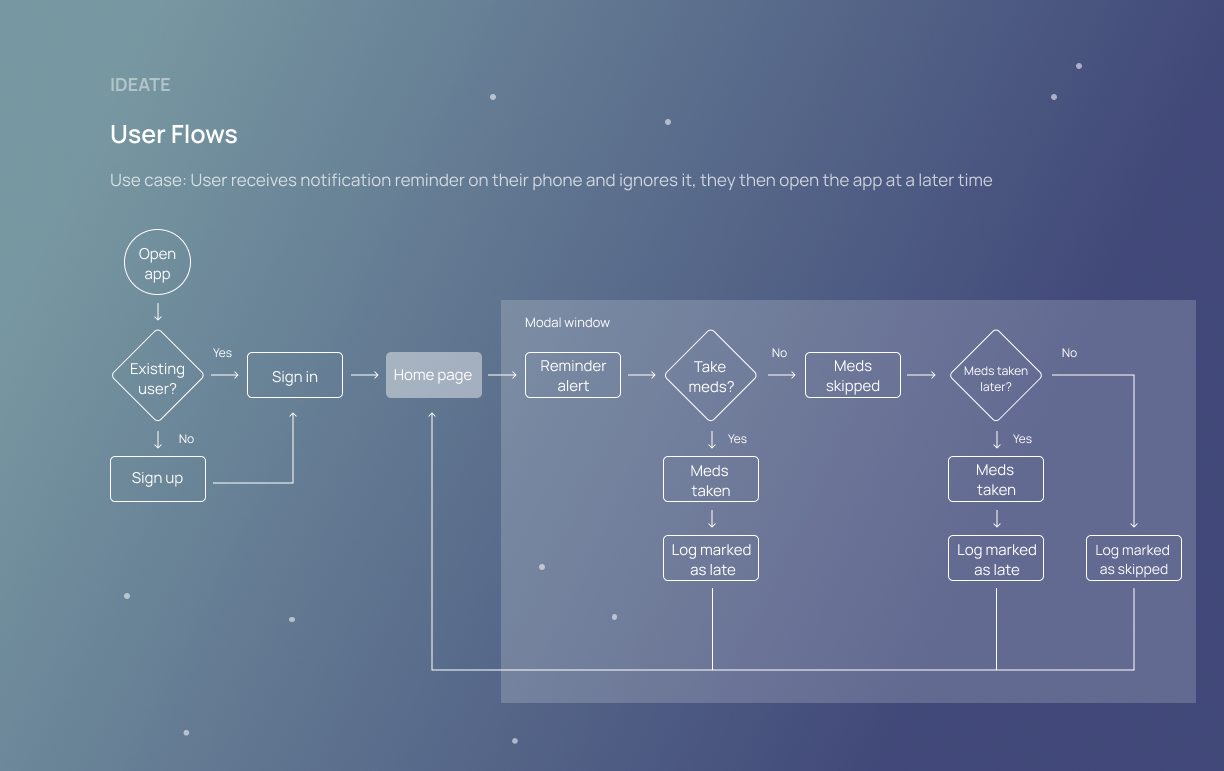 IDEATE
User Flows
Use case: User receives notification reminder on their phone and ignores it, they then open the app at a later time
Open
app
Modal window
Existing
user?
Yes
Sign in
Home page
Reminder
alert
Take
meds?
No
Meds
skipped
Meds taken
later?
No
No
Yes
Yes
Sign up
Meds
taken
Meds
taken
Log marked
as late
Log marked
as late
Log marked
as skipped